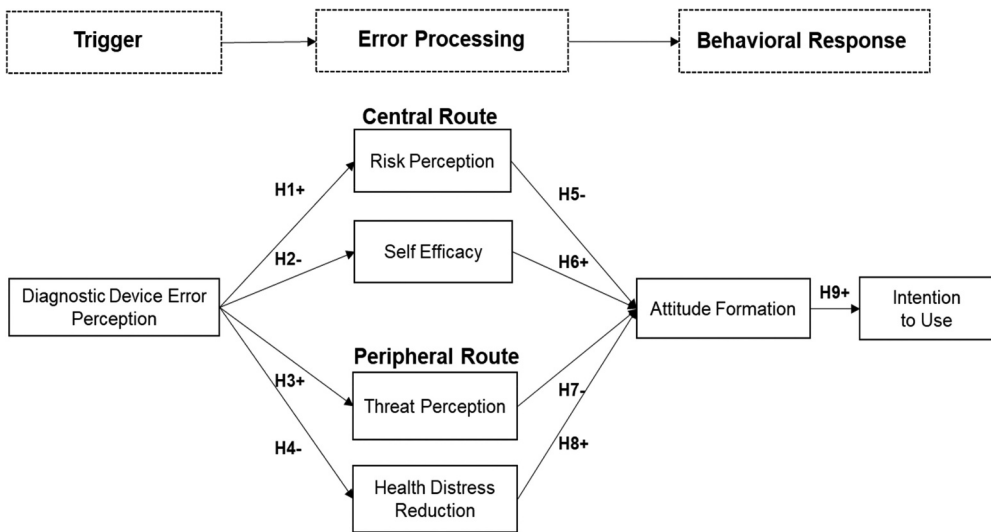 Trigger
Error Processing
Behavioral Response
Central Route
Risk Perception
H1+
H5-
H2-
Self Efficacy
H6+
Diagnostic Device Error
Perception
Attitude Formation
H9+
Intention
to Use
Peripheral Route
H3+
Threat Perception
H7-
H4-
H8+
Health Distress
Reduction